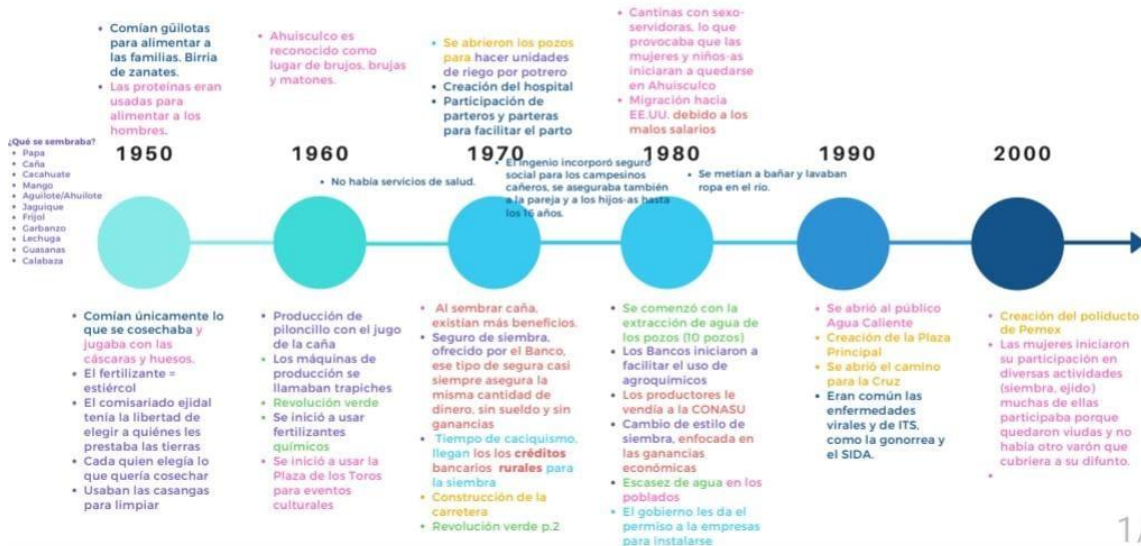 Comían güilotas
para alimentar a
las familias. Birria
de zanates.
Las proteínas eran
usadas para
alimentar a los
hombres.
Ahuisculco es
reconocido como
lugar de brujos, brujas
y matones.
Se abrieron los pozos
para hacer unidades
de riego por potrero
Creación del hospital
Participación de
parteros y parteras
para facilitar el parto
Cantinas con sexo-
servidoras, lo que
provocaba que las
mujeres y niños-as
iniciaran a quedarse
en Ahuisculco
Migración hacia
EE.UU. debido a los
malos salarios
¿Qué se sembraba?
Papa
Caña
Cacahuate
Mango
Aguilote/Ahuilote
Jaguique
Frijol
Garbanzo
Lechuga
Guasanas
Calabaza
1950
1960
1970
1980
1990
2000
No había servicios de salud.
El ingenio incorporó seguro
social para los campesinos
cañeros, se aseguraba también
a la pareja y a los hijos-as hasta
los 16 años.
Se metían a bañar y lavaban
ropa en el río.
Comían únicamente lo
que se cosechaba y
jugaba con las
cáscaras y huesos.
El fertilizante =
estiércol
El comisariado ejidal
tenía la libertad de
elegir a quiénes les
prestaba las tierras
Cada quien elegía lo
que quería cosechar
Usaban las casangas
para limpiar
Producción de
piloncillo con el jugo
de la caña
Los máquinas de
producción se
llamaban trapiches
Revolución verde
Se inició a usar
fertilizantes
químicos
Se inició a usar la
Plaza de los Toros
para eventos
culturales
Al sembrar caña,
existían más beneficios.
Seguro de siembra,
ofrecido por el Banco,
ese tipo de segura casi
siempre asegura la
misma cantidad de
dinero, sin sueldo y sin
ganancias
Tiempo de caciquismo,
llegan los los créditos
bancarios rurales para
la siembra
Construcción de la
carretera
Revolución verde p.2
Se comenzó con la
extracción de agua de
los pozos (10 pozos)
Los Bancos iniciaron a
facilitar el uso de
agroquímicos
Los productores le
vendía a la CONASU
Cambio de estilo de
siembra, enfocada en
las ganancias
económicas
Escasez de agua en los
poblados
El gobierno les da el
permiso a la empresas
para instalarse
Se abrió al público
Agua Caliente
Creación de la Plaza
Principal
Se abrió el camino
para la Cruz
Eran común las
enfermedades
virales y de ITS,
como la gonorrea y
el SIDA.
Creación del poliducto
de Pemex
Las mujeres iniciaron
su participación en
diversas actividades
(siembra, ejido)
muchas de ellas
participaba porque
quedaron viudas y no
había otro varón que
cubriera a su difunto.